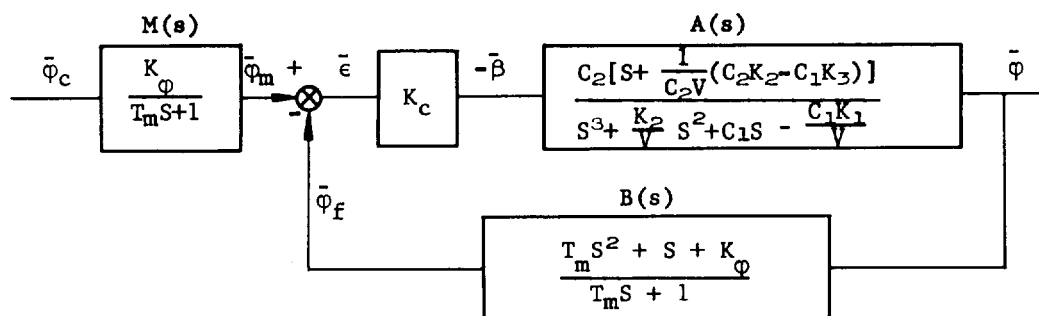 M(s)
A(s)
φ̄c
Kφ
TmS+1
φ̄m
+
-
ε̄
Kc
-β̄
C2[S+ 1/C2V (C2K2-C1K3)]
S³+ K2/V S²+C1S - C1K1/V
φ̄
φ̄f
B(s)
TmS² + S + Kφ
TmS + 1